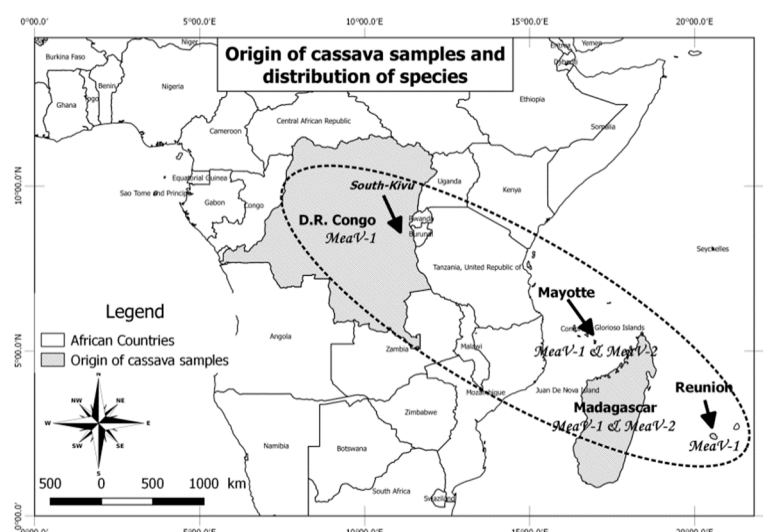 0°00.0'
5°00.0'E
10°00.0'E
15°00.0'E
20°00.0'E
Origin of cassava samples and
distribution of species
Niger
Burkina Faso
Benin
Nigeria
Ghana
Yemen
Ethiopia
Somalia
Central African Republic
Cameroon
10°00.0'E
Equatorial Guinea
Sao Tome and Principe
Gabon
Congo
South-Kivu
Uganda
Kenya
D.R. Congo
MeaV-1
Rwanda
Burundi
Seychelles
Tanzania, United Republic of
Mayotte
Legend
African Countries
Origin of cassava samples
Angola
Zambia
Malawi
Glorioso Islands
MeaV-1 & MeaV-2
5°00.0'E
Mozambique
Juan De Nova Island
Reunion
Madagascar
MeaV-1 & MeaV-2
MeaV-1
Zimbabwe
Namibia
Botswana
South Africa
Swaziland
N
NW
NE
W
E
SW
SE
S
500 0 500 1000 km
0°00.0'
5°00.0'E
10°00.0'E
15°00.0'E
20°00.0'E